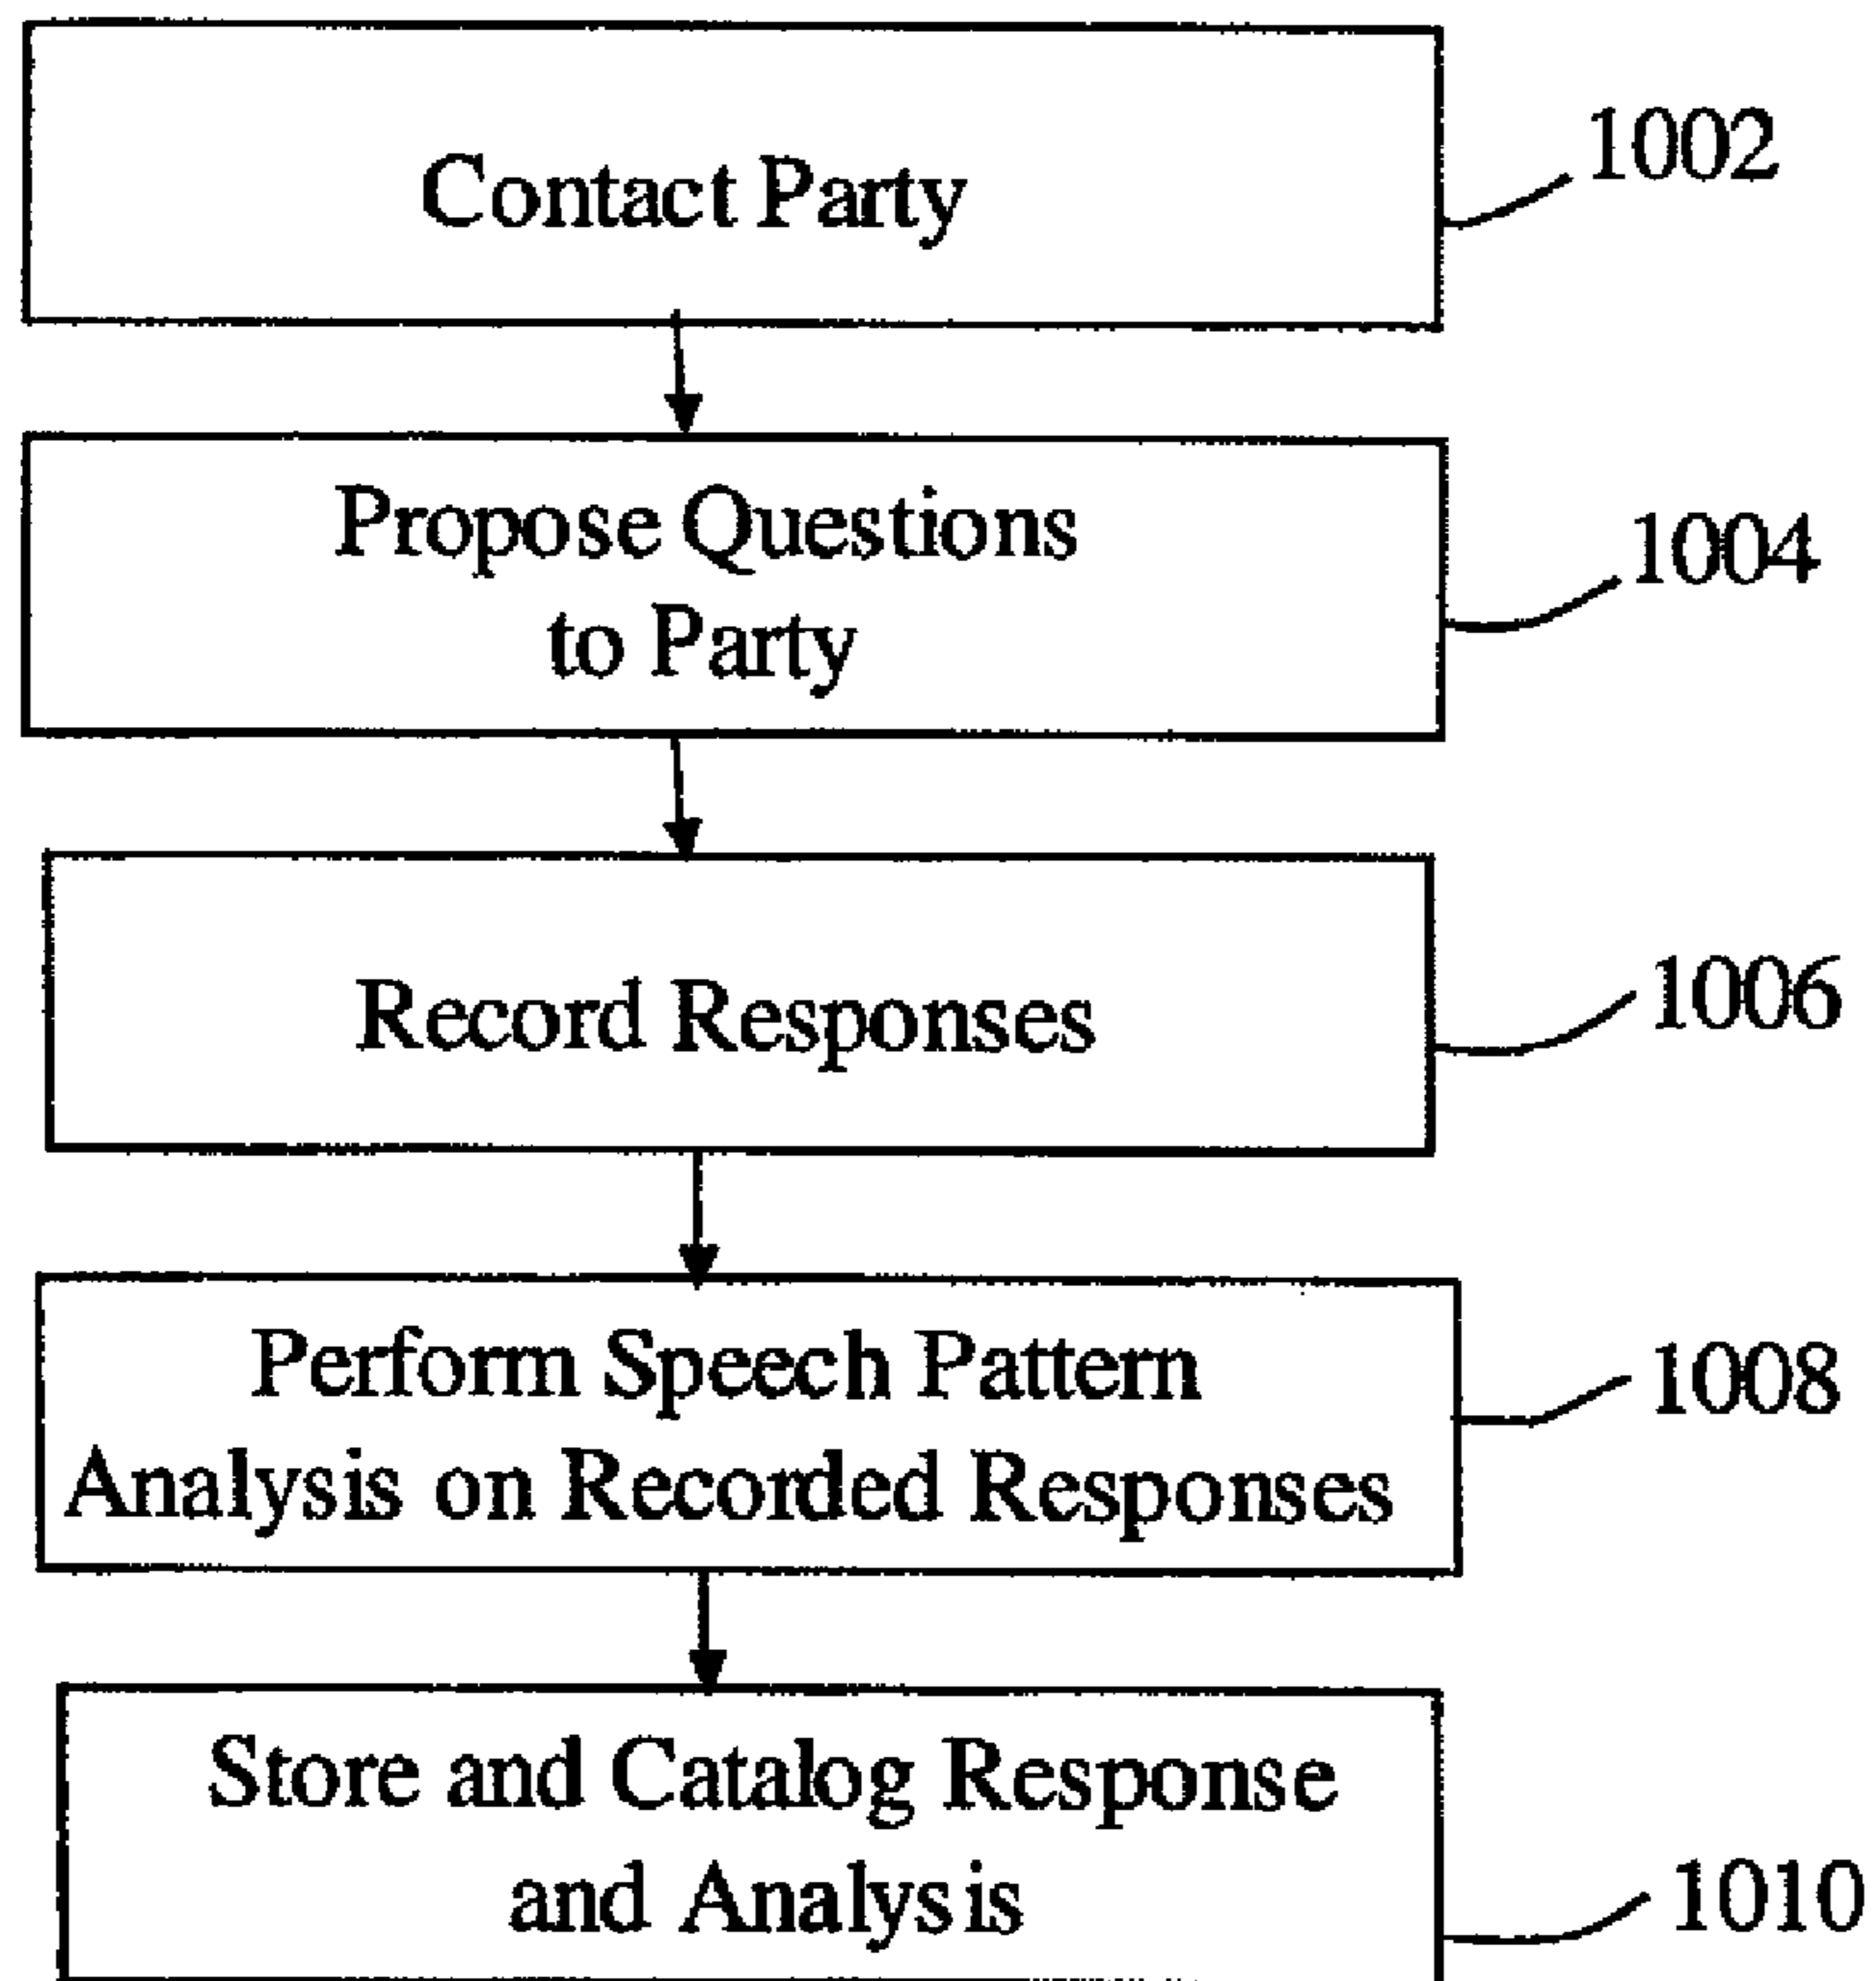 Contact Party
1002
Propose Questions
to Party
1004
Record Responses
1006
Perform Speech Pattern
Analysis on Recorded Responses
1008
Store and Catalog Response
and Analysis
1010